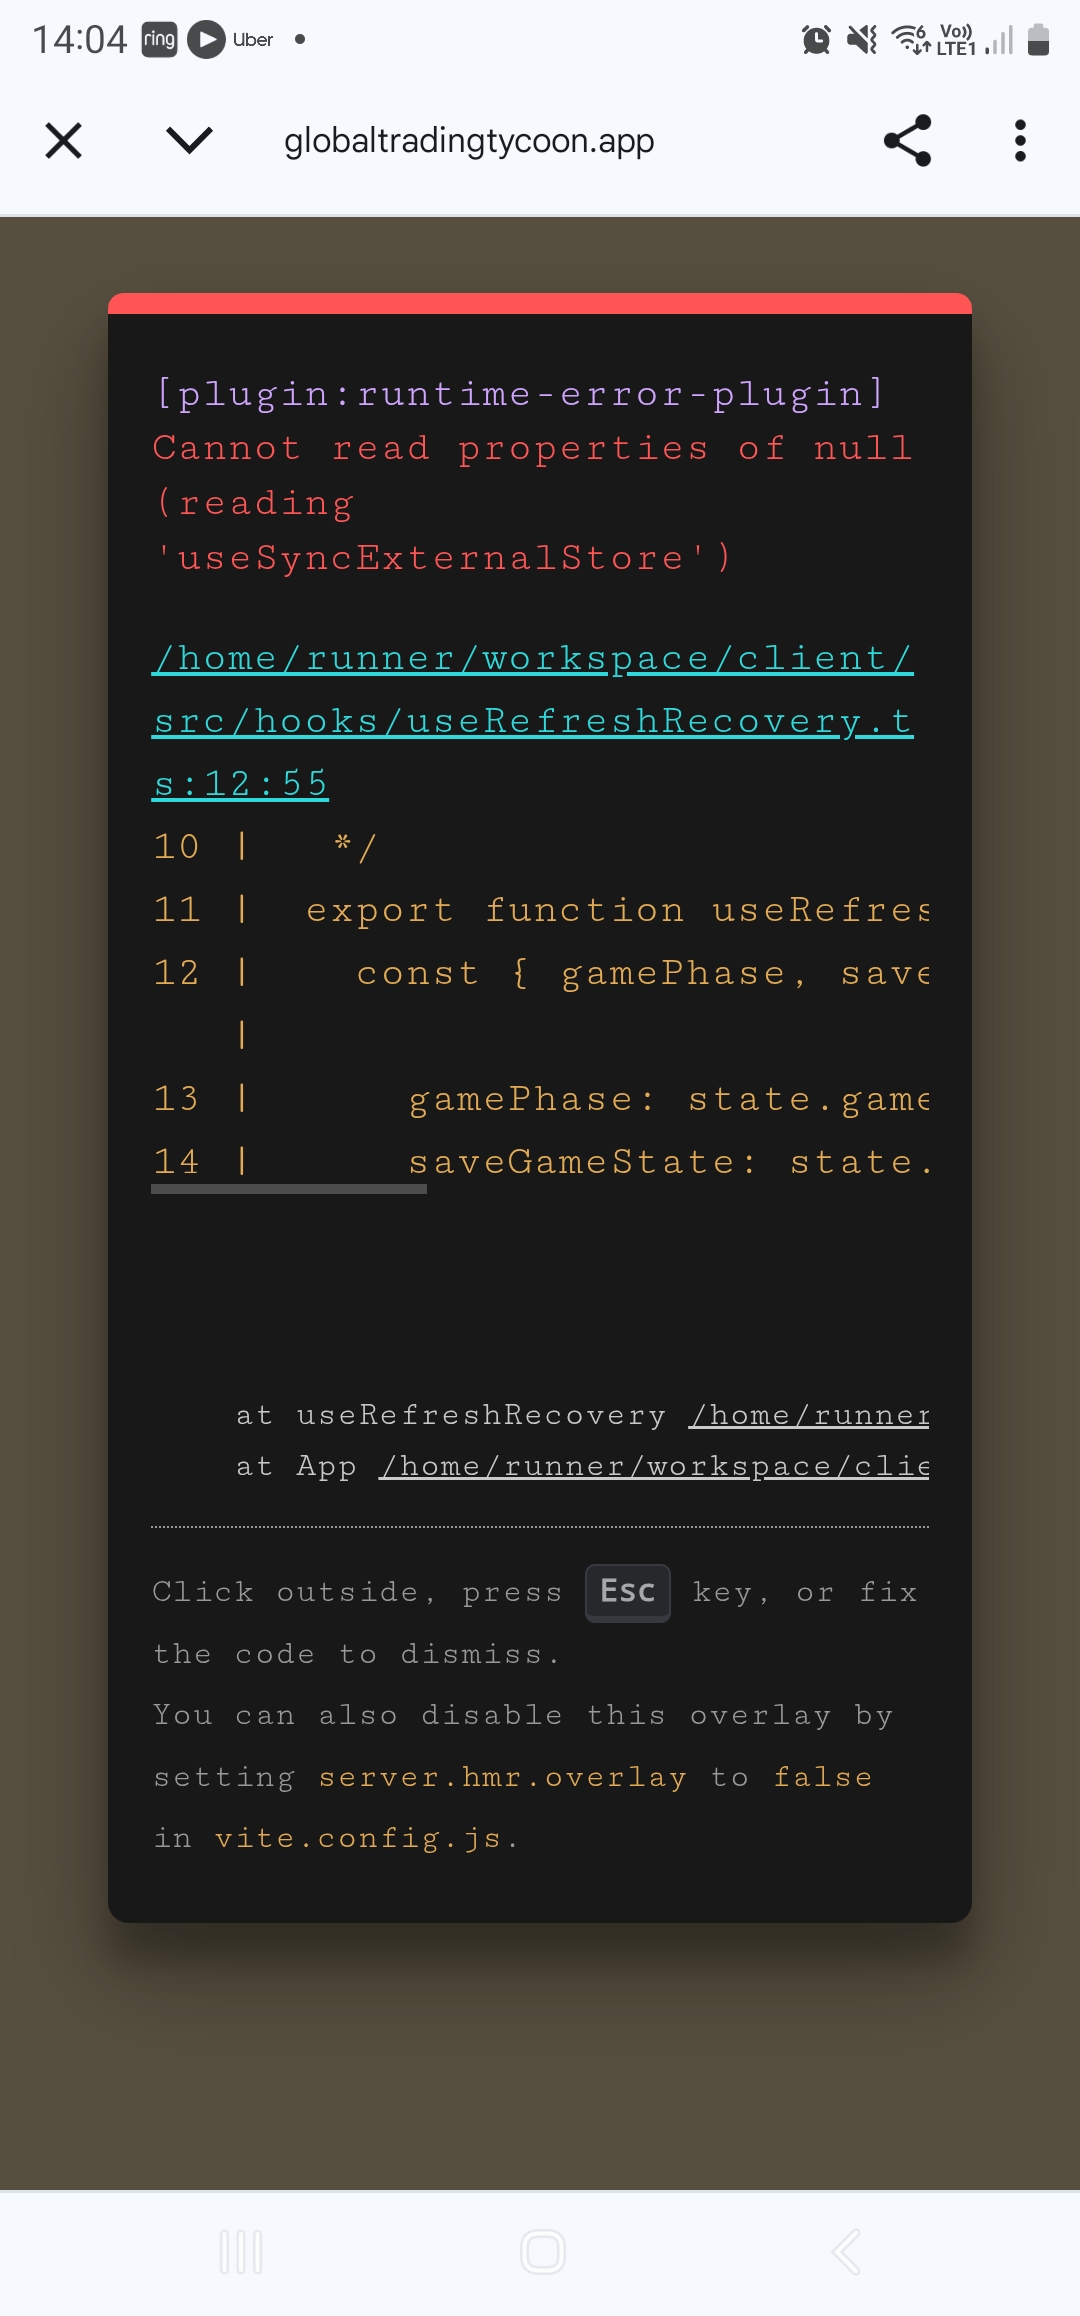 14:04 ring Uber Vo)) LTE1 6
globaltradingtycoon.app
[plugin:runtime-error-plugin]
Cannot read properties of null
(reading
'useSyncExternalStore')
/home/runner/workspace/client/
src/hooks/useRefreshRecovery.t
s:12:55
10 | */
11 | export function useRefres
12 | const { gamePhase, save
|
13 | gamePhase: state.game
14 | saveGameState: state.
at useRefreshRecovery /home/runner
at App /home/runner/workspace/clie
Click outside, press Esc key, or fix
the code to dismiss.
You can also disable this overlay by
setting server.hmr.overlay to false
in vite.config.js.